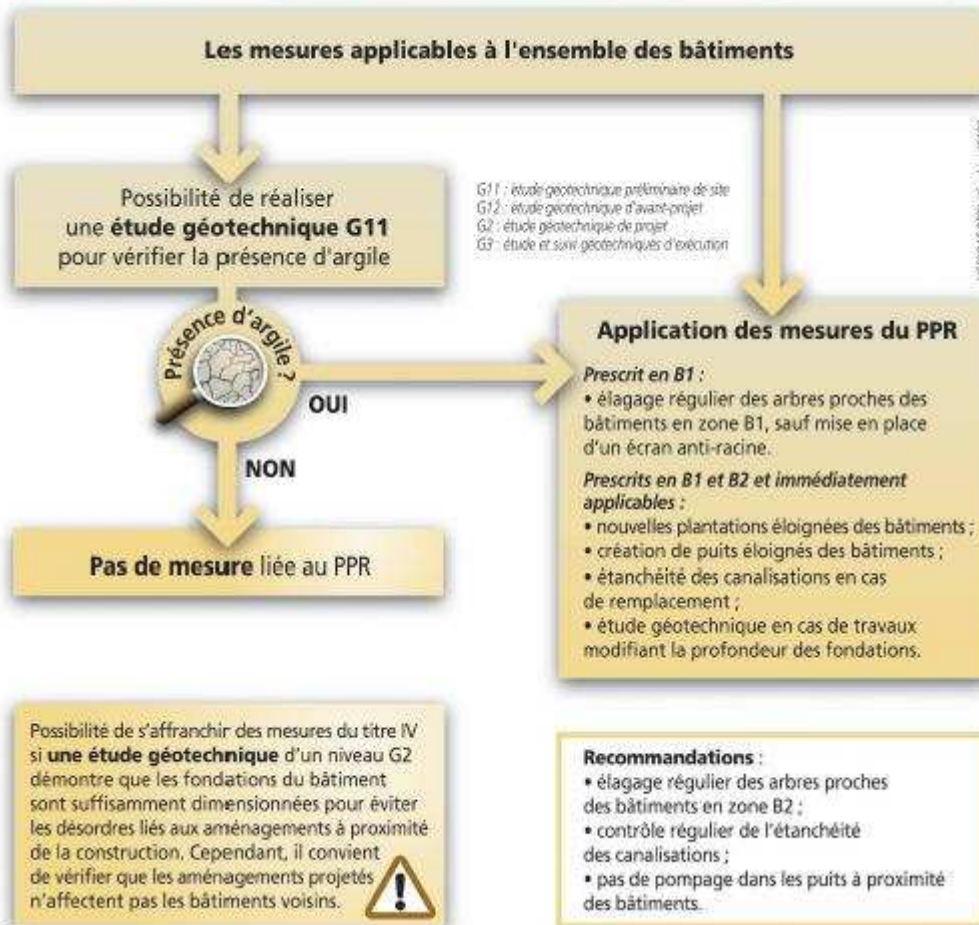 Les mesures applicables à l'ensemble des bâtiments
Possibilité de réaliser
une étude géotechnique G11
pour vérifier la présence d'argile
G11 : étude géotechnique préliminaire de site
G12 : étude géotechnique d'avant-projet
G2 : étude géotechnique de projet
G3 : étude et suivi géotechniques d'exécution
Présence d'argile ?
OUI
NON
Pas de mesure liée au PPR
Application des mesures du PPR
Prescrit en B1 :
• élagage régulier des arbres proches des
bâtiments en zone B1, sauf mise en place
d'un écran anti-racine.
Prescrits en B1 et B2 et immédiatement
applicables :
• nouvelles plantations éloignées des bâtiments ;
• création de puits éloignés des bâtiments ;
• étanchéité des canalisations en cas
de remplacement ;
• étude géotechnique en cas de travaux
modifiant la profondeur des fondations.
Possibilité de s'affranchir des mesures du titre IV
si une étude géotechnique d'un niveau G2
démontre que les fondations du bâtiment
sont suffisamment dimensionnées pour éviter
les désordres liés aux aménagements à proximité
de la construction. Cependant, il convient
de vérifier que les aménagements projetés
n'affectent pas les bâtiments voisins.
!
Recommandations :
• élagage régulier des arbres proches
des bâtiments en zone B2 ;
• contrôle régulier de l'étanchéité
des canalisations ;
• pas de pompage dans les puits à proximité
des bâtiments.